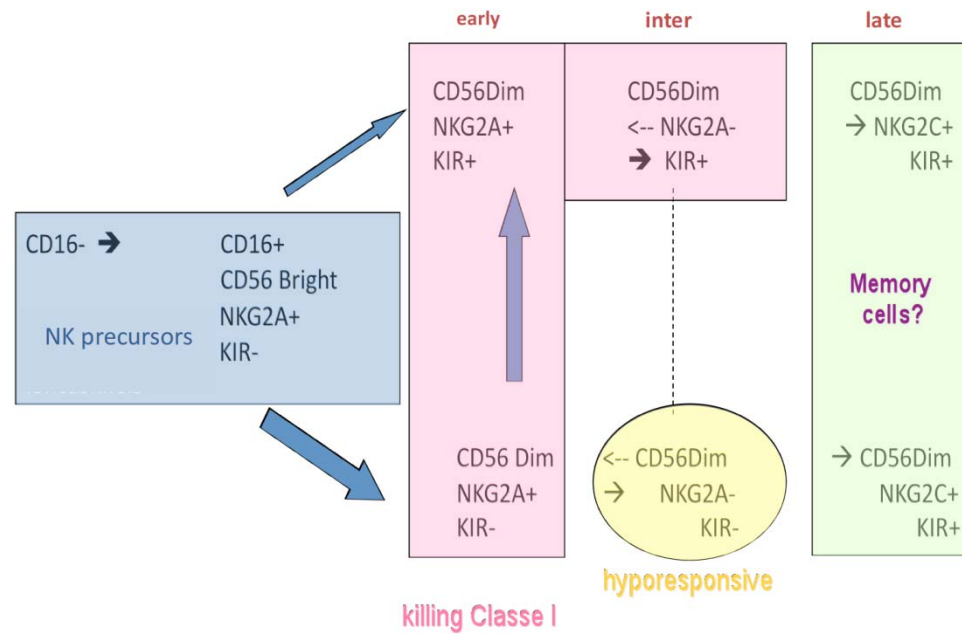 early
inter
late
CD56Dim
NKG2A+
KIR+
CD56Dim
<-- NKG2A-
➔ KIR+
CD56Dim
→ NKG2C+
KIR+
CD16- ➔
CD16+
CD56 Bright
NKG2A+
KIR-
NK precursors
Memory
cells?
CD56 Dim
NKG2A+
KIR-
<-- CD56Dim
→ NKG2A-
KIR-
→ CD56Dim
NKG2C+
KIR+
hyporesponsive
killing Classe I